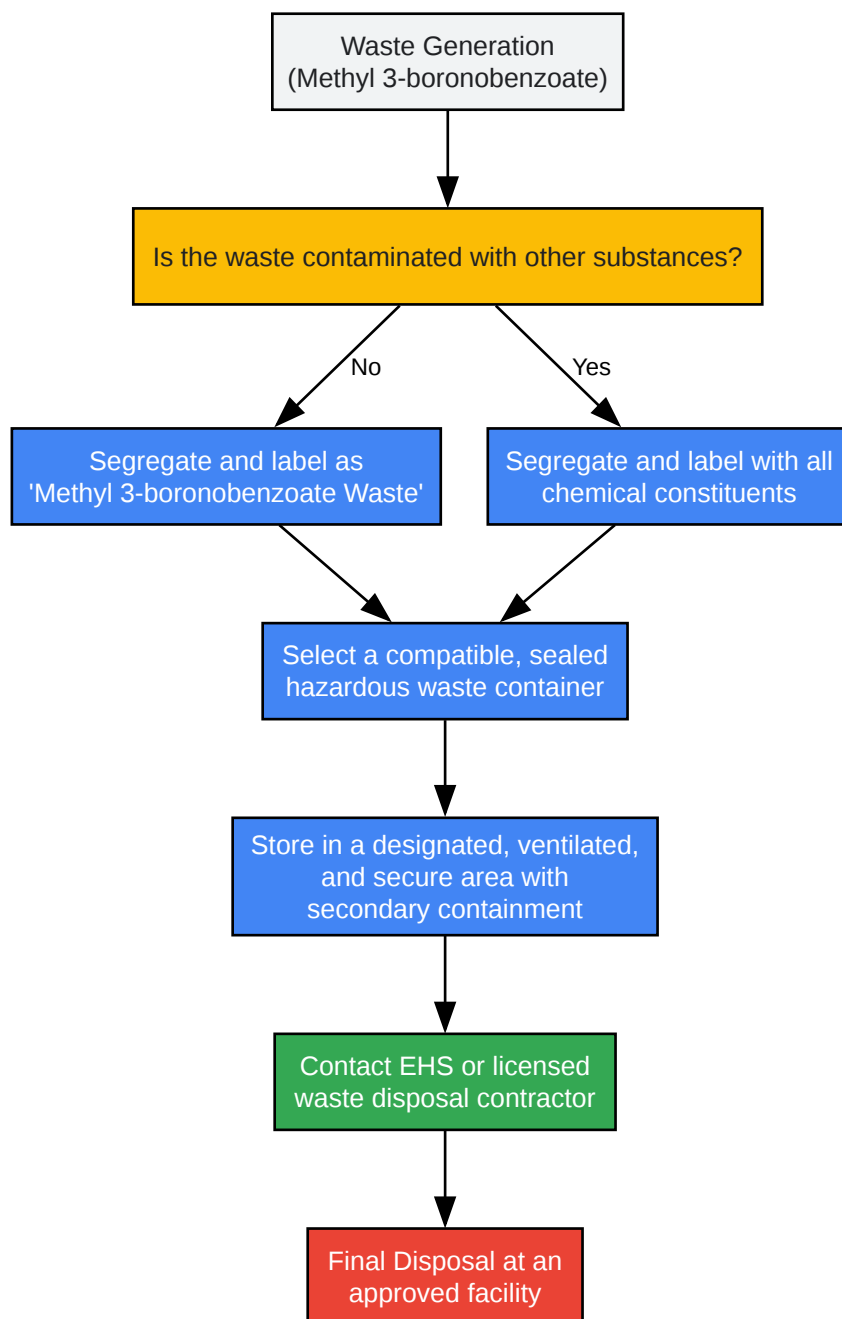 Waste Generation
(Methyl 3-boronobenzoate)
Is the waste contaminated with other substances?
No
Yes
Segregate and label as
'Methyl 3-boronobenzoate Waste'
Segregate and label with all
chemical constituents
Select a compatible, sealed
hazardous waste container
Store in a designated, ventilated,
and secure area with
secondary containment
Contact EHS or licensed
waste disposal contractor
Final Disposal at an
approved facility